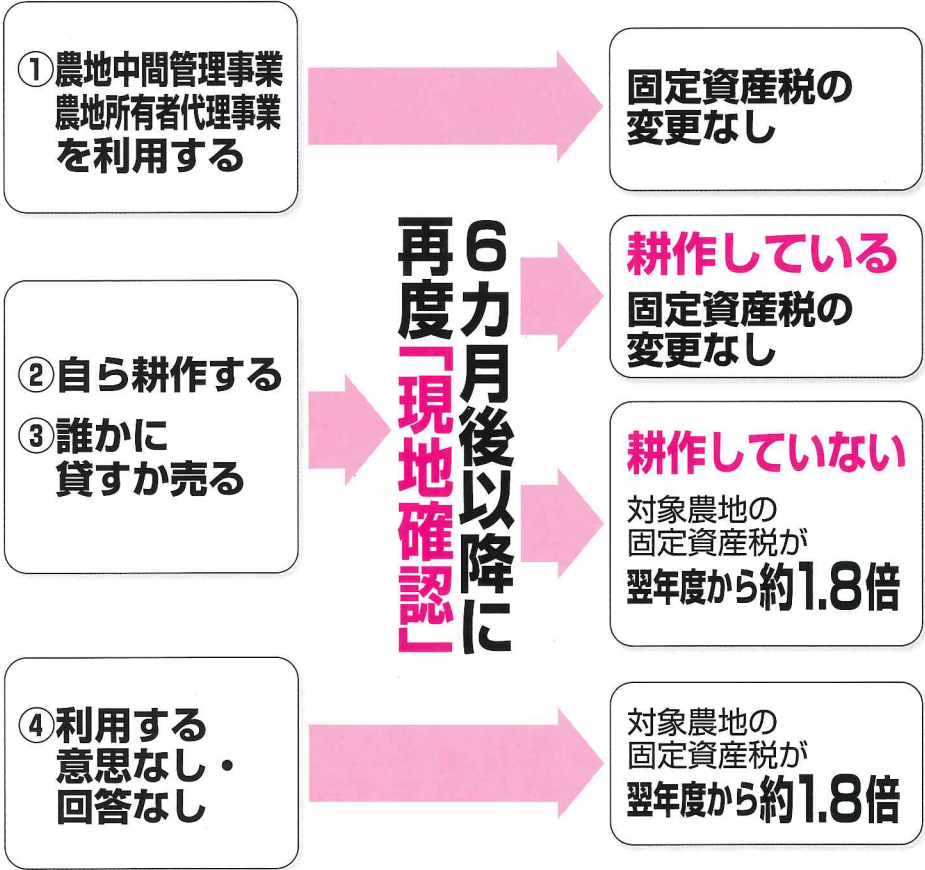 ①農地中間管理事業
農地所有者代理事業
を利用する
固定資産税の
変更なし
②自ら耕作する
③誰かに
貸すか売る
6カ月後以降に
再度「現地確認」
耕作している
固定資産税の
変更なし
耕作していない
対象農地の
固定資産税が
翌年度から約1.8倍
④利用する
意思なし・
回答なし
対象農地の
固定資産税が
翌年度から約1.8倍